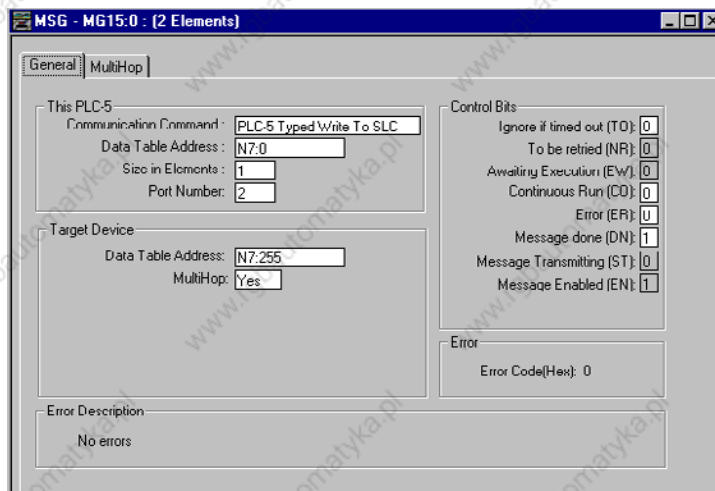 MSG - MG15:0 : (2 Elements)
General
MultiHop
This PLC-5
Communication Command : PLC-5 Typed Write To SLC
Data Table Address : N7:0
Size in Elements : 1
Port Number: 2
Target Device
Data Table Address: N7:255
MultiHop: Yes
Control Bits
Ignore if timed out (TO): 0
To be retried (NR): 0
Awaiting Execution (EW): 0
Continuous Run (CO): 0
Error (ER): 0
Message done (DN): 1
Message Transmitting (ST): 0
Message Enabled (EN): 1
Error
Error Code(Hex): 0
Error Description
No errors
www.rgbautomatyka.pl